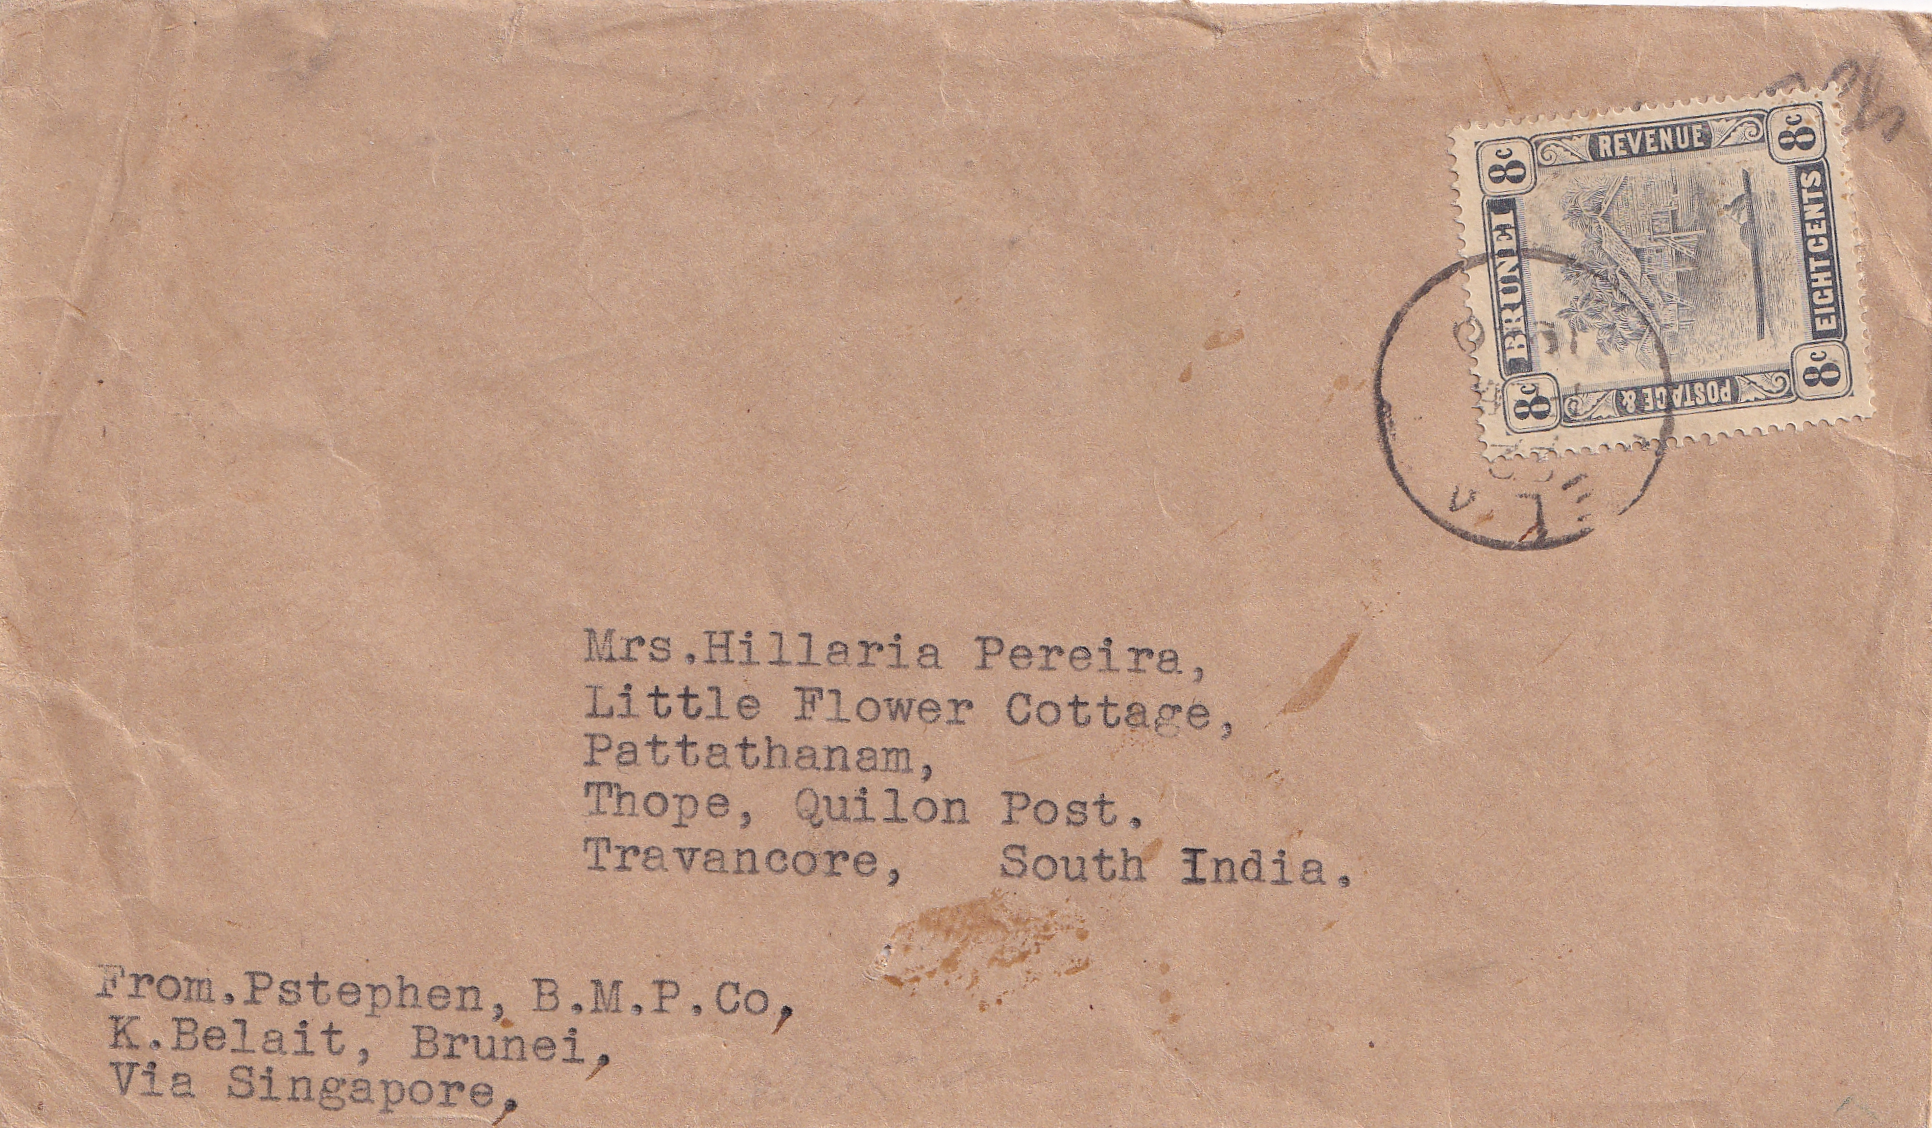 8c REVENUE 8c
BRUNEI
EIGHT CENTS
8c POSTAGE & 8c
Mrs.Hillaria Pereira,
Little Flower Cottage,
Pattathanam,
Thope, Quilon Post.
Travancore, South India.
From.Pstephen, B.M.P.Co,
K.Belait, Brunei,
Via Singapore,